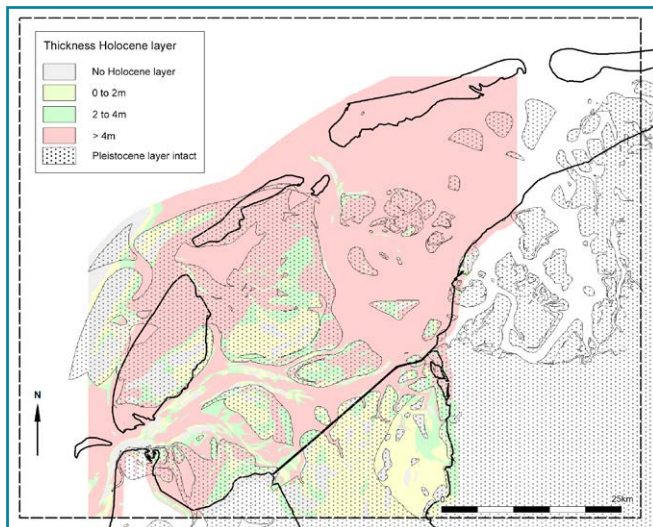 Thickness Holocene layer
No Holocene layer
0 to 2m
2 to 4m
> 4m
Pleistocene layer intact
N
25km